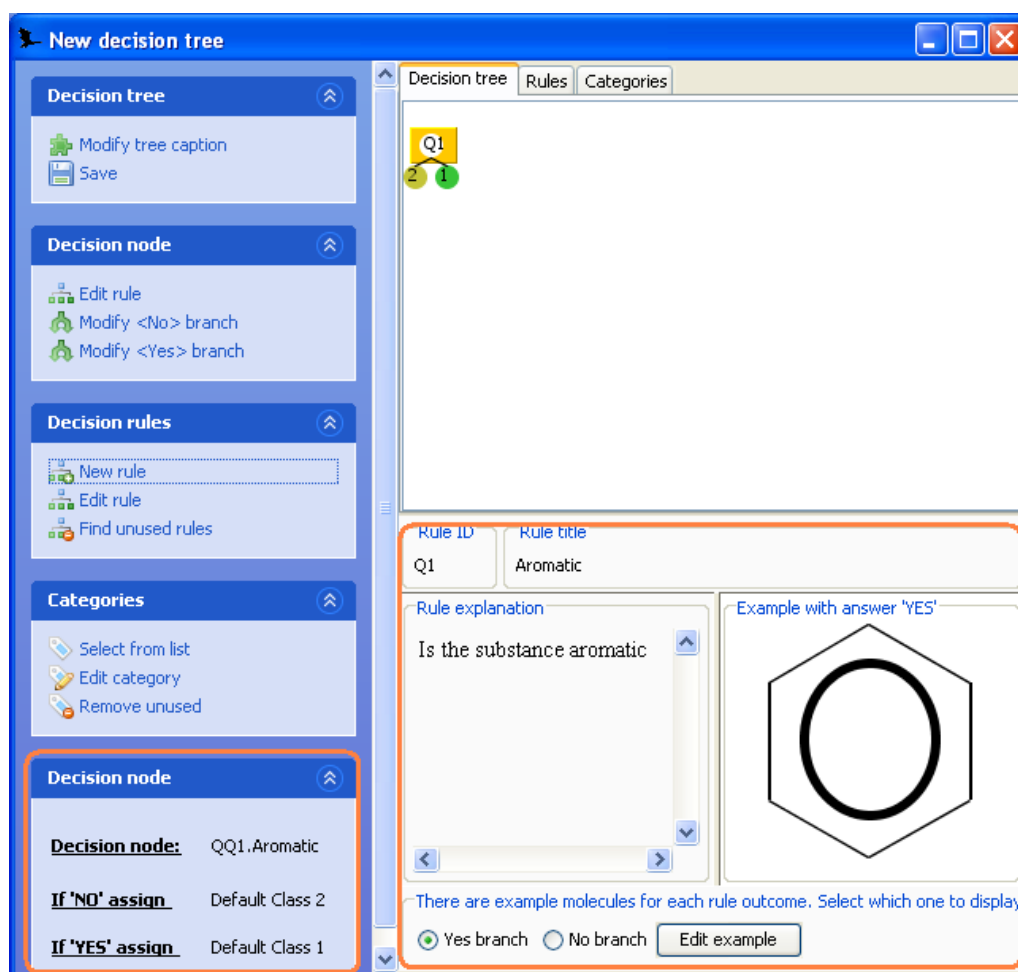 New decision tree
Decision tree
Modify tree caption
Save
Decision node
Edit rule
Modify <No> branch
Modify <Yes> branch
Decision rules
New rule
Edit rule
Find unused rules
Categories
Select from list
Edit category
Remove unused
Decision node
Decision node: QQ1.Aromatic
If 'NO' assign Default Class 2
If 'YES' assign Default Class 1
Decision tree Rules Categories
Q1
2 1
Rule ID Rule title
Q1 Aromatic
Rule explanation
Is the substance aromatic
Example with answer 'YES'
There are example molecules for each rule outcome. Select which one to display
Yes branch No branch Edit example